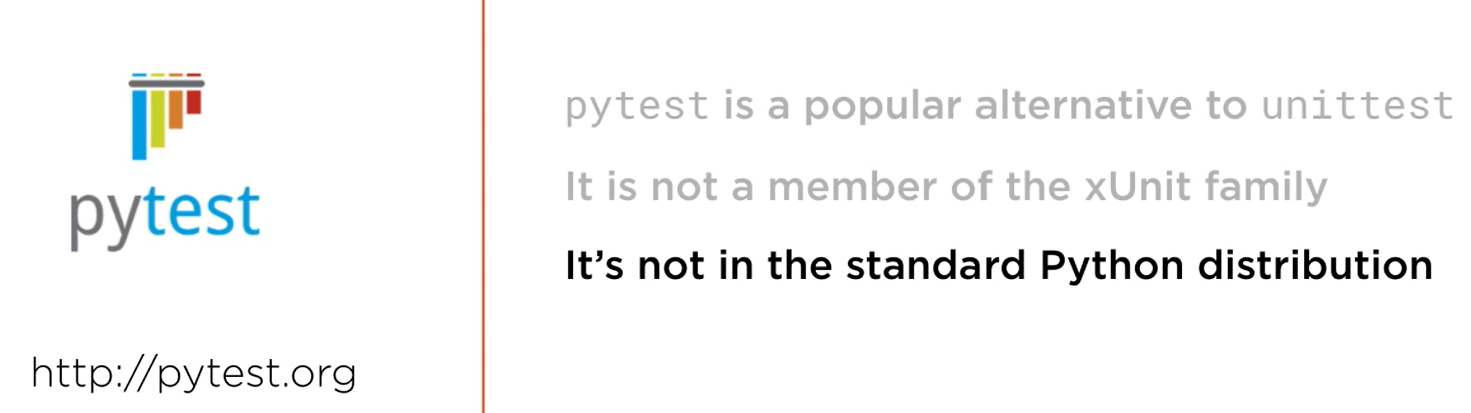 pytest
http://pytest.org
pytest is a popular alternative to unittest
It is not a member of the xUnit family
It’s not in the standard Python distribution